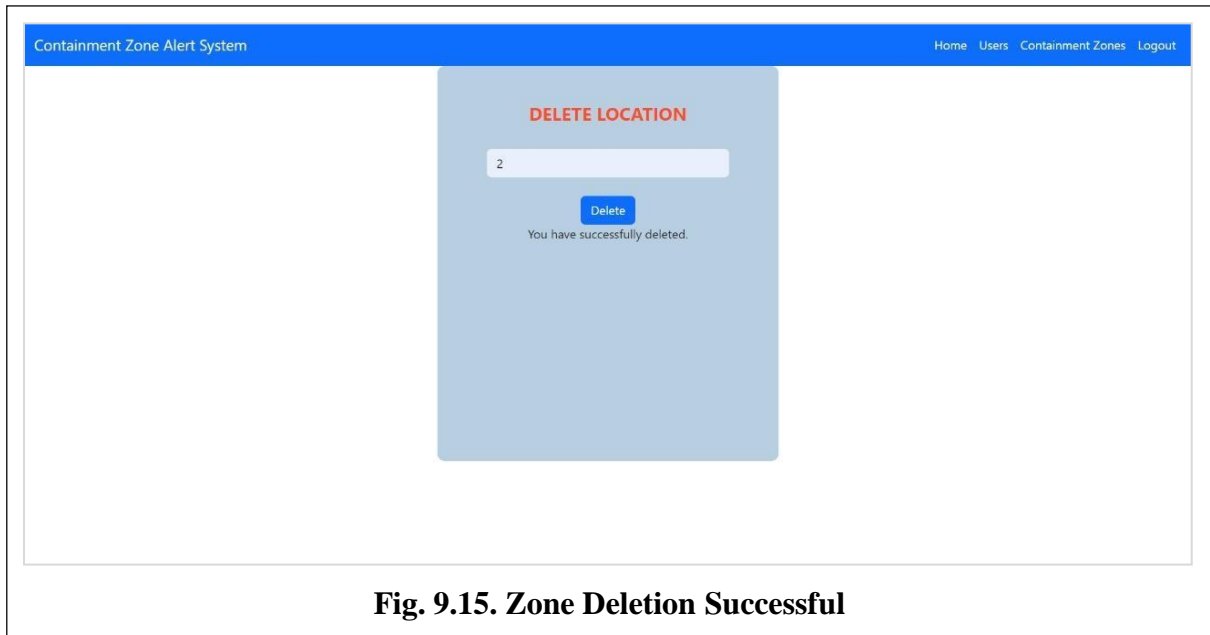 Containment Zone Alert System
Home Users Containment Zones Logout
DELETE LOCATION
2
Delete
You have successfully deleted.
Fig. 9.15. Zone Deletion Successful